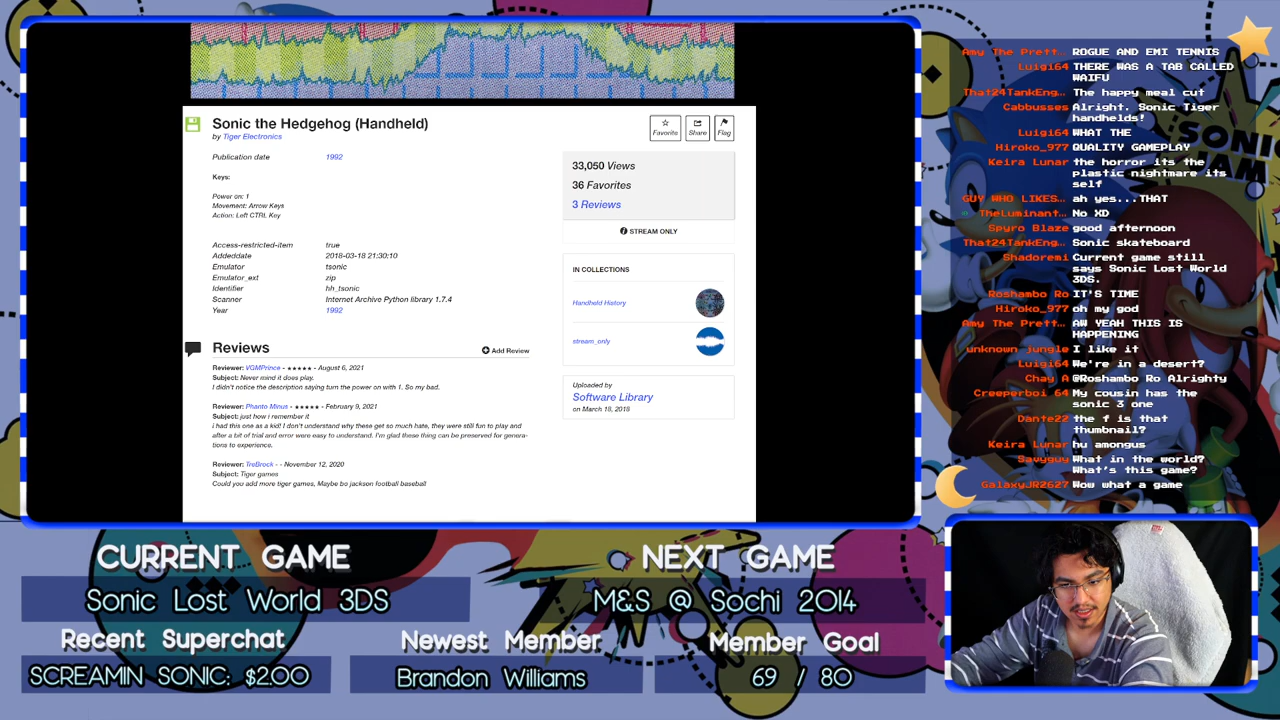 Sonic the Hedgehog (Handheld)
by Tiger Electronics
Publication date 1992
Keys:
Power on: 1
Movement: Arrow Keys
Action: Left CTRL Key
Access-restricted-item true
Addeddate 2018-03-18 21:30:10
Emulator tsonic
Emulator_ext zip
Identifier hh_tsonic
Scanner Internet Archive Python library 1.7.4
Year 1992
Reviews
Add Review
Reviewer: VGMPrince - ★★★★★ - August 6, 2021
Subject: Never mind it does play.
I didn't notice the description saying turn the power on with 1. So my bad.
Reviewer: Phanto Minus - ★★★★★ - February 9, 2021
Subject: just how i remember it
i had this one as a kid! I don't understand why these get so much hate, they were still fun to play and
after a bit of trial and error were easy to understand. I'm glad these thing can be preserved for genera-
tions to experience.
Reviewer: TreBrock - - November 12, 2020
Subject: Tiger games
Could you add more tiger games, Maybe bo jackson football baseball
Favorite
Share
Flag
33,050 Views
36 Favorites
3 Reviews
STREAM ONLY
IN COLLECTIONS
Handheld History
stream_only
Uploaded by
Software Library
on March 18, 2018
Amy The Prett… ROGUE AND EMI TENNIS
Luigi64 THERE WAS A TAB CALLED
WAIFU
That24TankEng… The happy meal cut
Cabbusses Alright. Sonic Tiger
handhelds!
Luigi64 WHAT THE
Hiroko_977 QUALITY GAMEPLAY
Keira Lunar the horror its the
plastic nightmare its
self
GUY WHO LIKES… ah yes...THAT
TheLuminant… No XD
Spyro Blaze good afternoon
That24TankEng… Sonic skateboard
Shadoremi Current game still
says Sonic Lost World
3DS.
Roshambo Ro IT'S TIME
Hiroko_977 oh my god
Amy The Prett… AW YEAH THIS IS
HAPPENING
unknown jungle I like it
Luigi64 We're in a desert?
Chay A @Roshambo Ro Alrighty
Creeperboi 64 My cousin has the
sonic 3 one
Dante22 the f is that
thumbnail?
Keira Lunar hu amongus
Savyguy What in the world?
What's this game?
GalaxyJR2627 Wow what a game
CURRENT GAME
Sonic Lost World 3DS
NEXT GAME
M&S @ Sochi 2014
Recent Superchat
SCREAMIN SONIC: $2.00
Newest Member
Brandon Williams
Member Goal
69 / 80